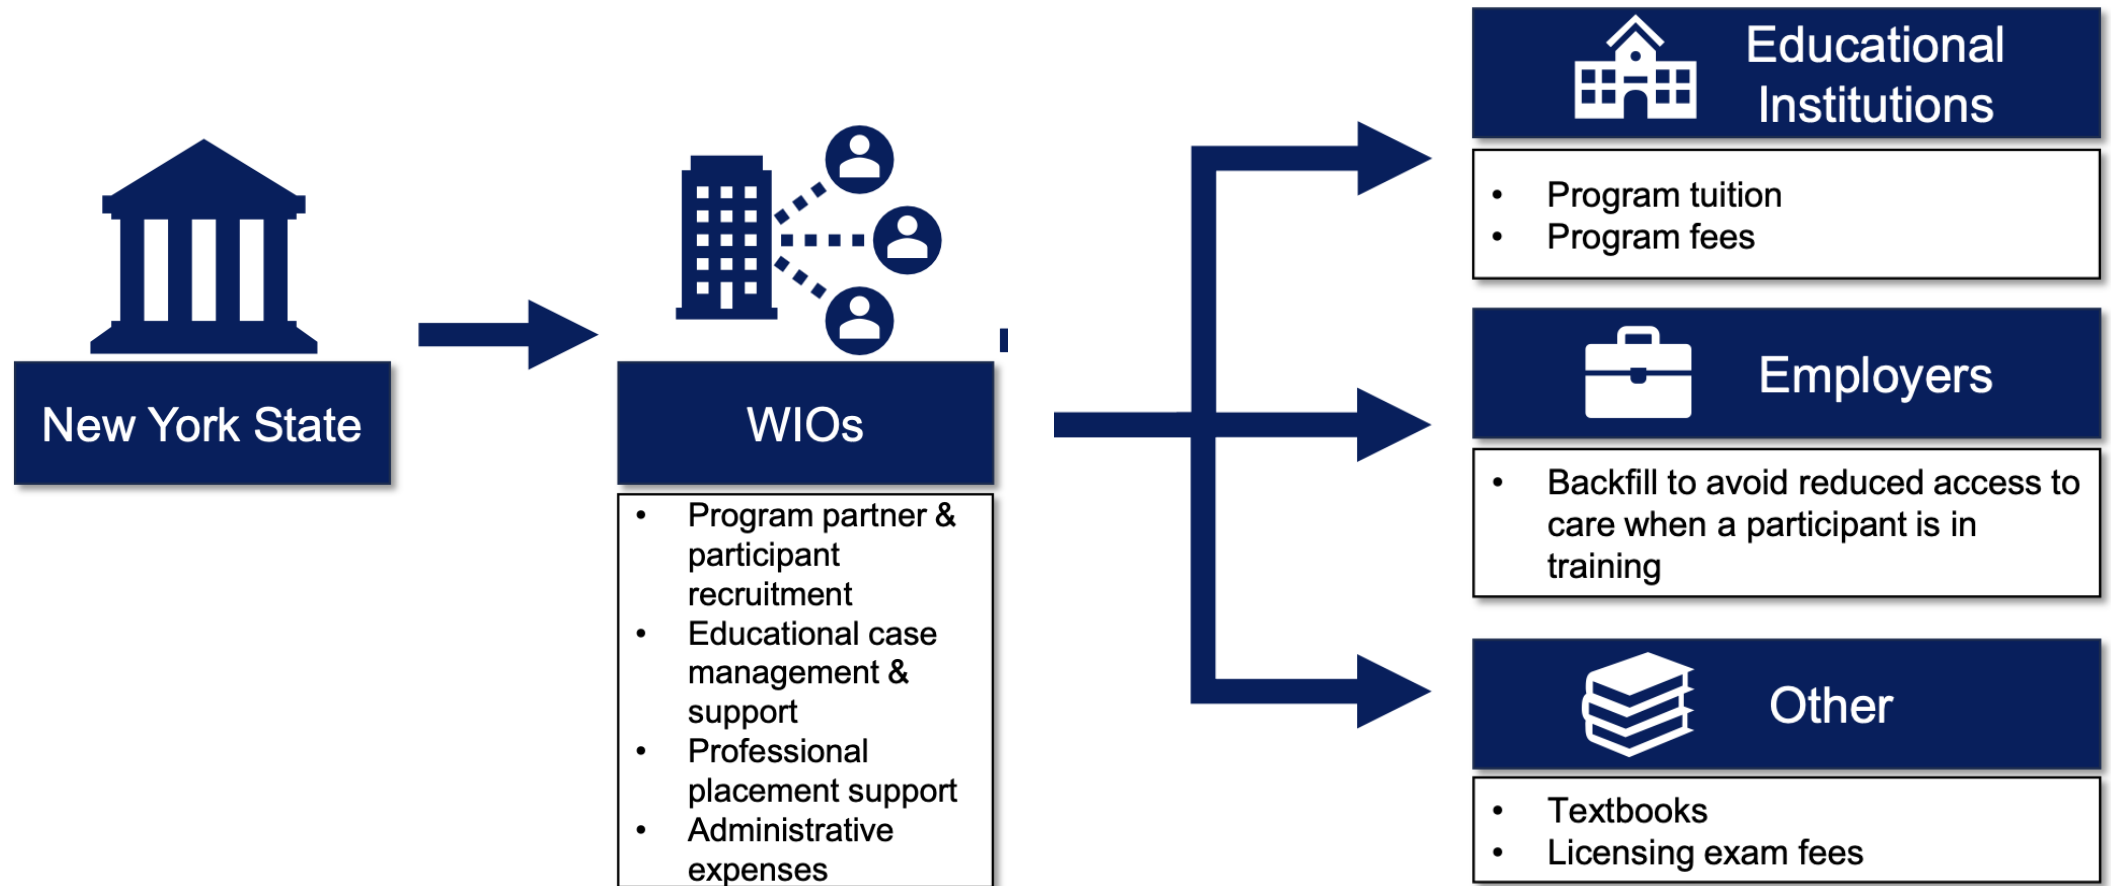 New York State
WIOs
• Program partner &
participant
recruitment
• Educational case
management &
support
• Professional
placement support
• Administrative
expenses
Educational
Institutions
• Program tuition
• Program fees
Employers
• Backfill to avoid reduced access to
care when a participant is in
training
Other
• Textbooks
• Licensing exam fees